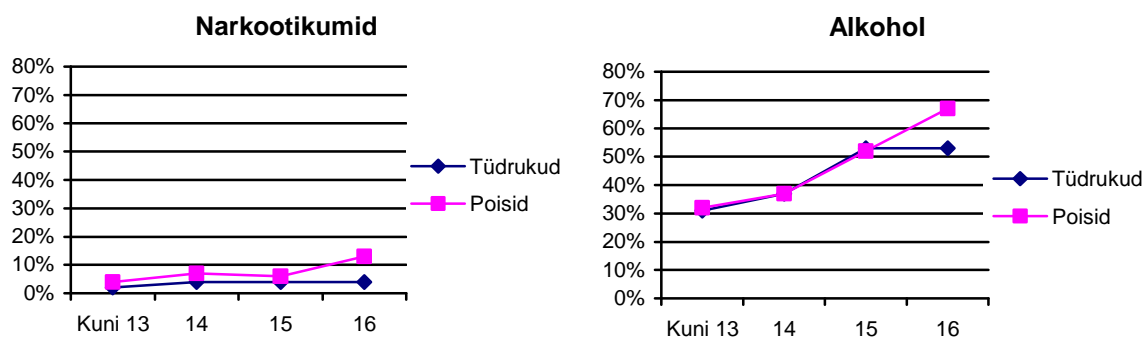 Narkootikumid
80%
70%
60%
50%
40%
30%
20%
10%
0%
Kuni 13 14 15 16
Tüdrukud
Poisid
Alkohol
80%
70%
60%
50%
40%
30%
20%
10%
0%
Kuni 13 14 15 16
Tüdrukud
Poisid